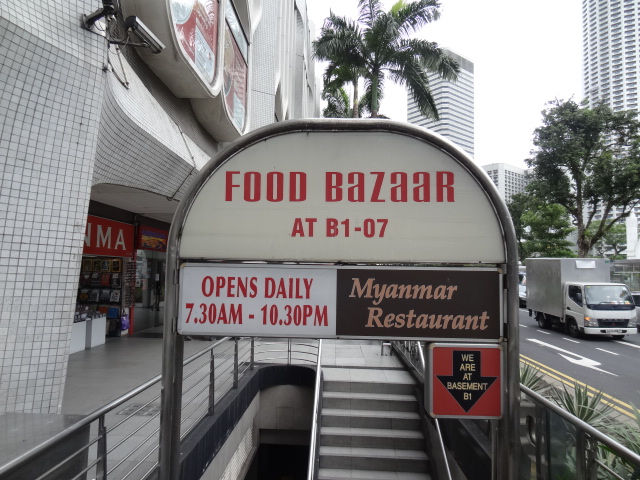 FOOD BaZaaR
AT B1-07
OPENS DAILY
7.30AM - 10.30PM
Myanmar
Restaurant
WE
ARE
AT
BASEMENT
B1
NMA